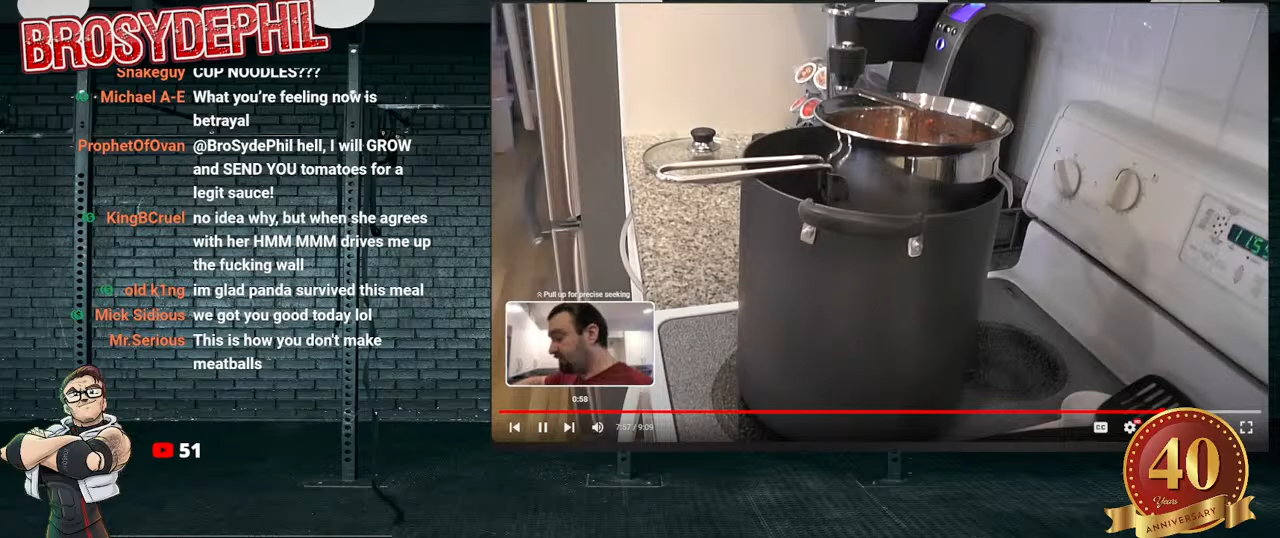 BROSYDEPHIL
Snakeguy CUP NOODLES???
Michael A-E What you're feeling now is
betrayal
ProphetOfOvan @BroSydePhil hell, I will GROW
and SEND YOU tomatoes for a
legit sauce!
KingBCruel no idea why, but when she agrees
with her HMM MMM drives me up
the fucking wall
old k1ng im glad panda survived this meal
Mick Sidious we got you good today lol
Mr.Serious This is how you don't make
meatballs
51
Pull up for precise seeking
0:58
7:57 / 9:09
CC
40
Years
ANNIVERSARY